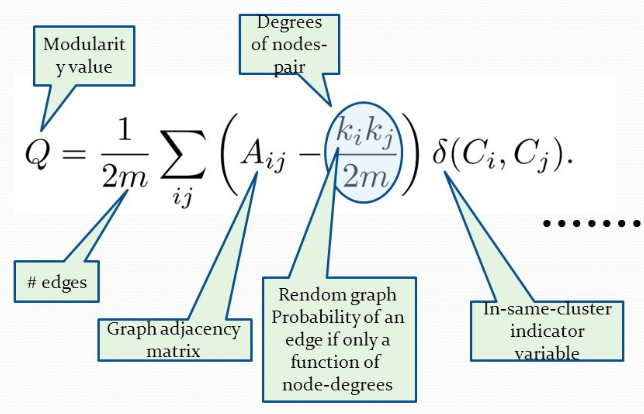 Modularit
y value
Degrees
of nodes-
pair
Q = \frac{1}{2m} \sum_{ij} \left( A_{ij} - \frac{k_i k_j}{2m} \right) \delta(C_i, C_j).
.......
# edges
Graph adjacency
matrix
Rendom graph
Probability of an
edge if only a
function of
node-degrees
In-same-cluster
indicator
variable